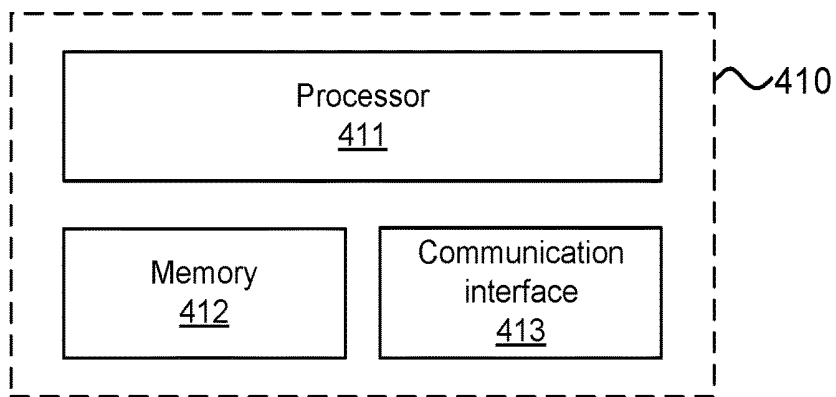 Processor
411
410
Memory
412
Communication
interface
413